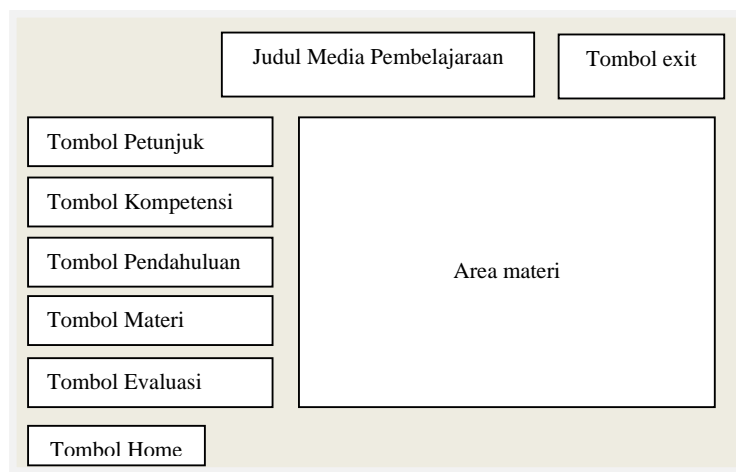 Judul Media Pembelajaraan
Tombol exit
Tombol Petunjuk
Tombol Kompetensi
Tombol Pendahuluan
Tombol Materi
Tombol Evaluasi
Area materi
Tombol Home